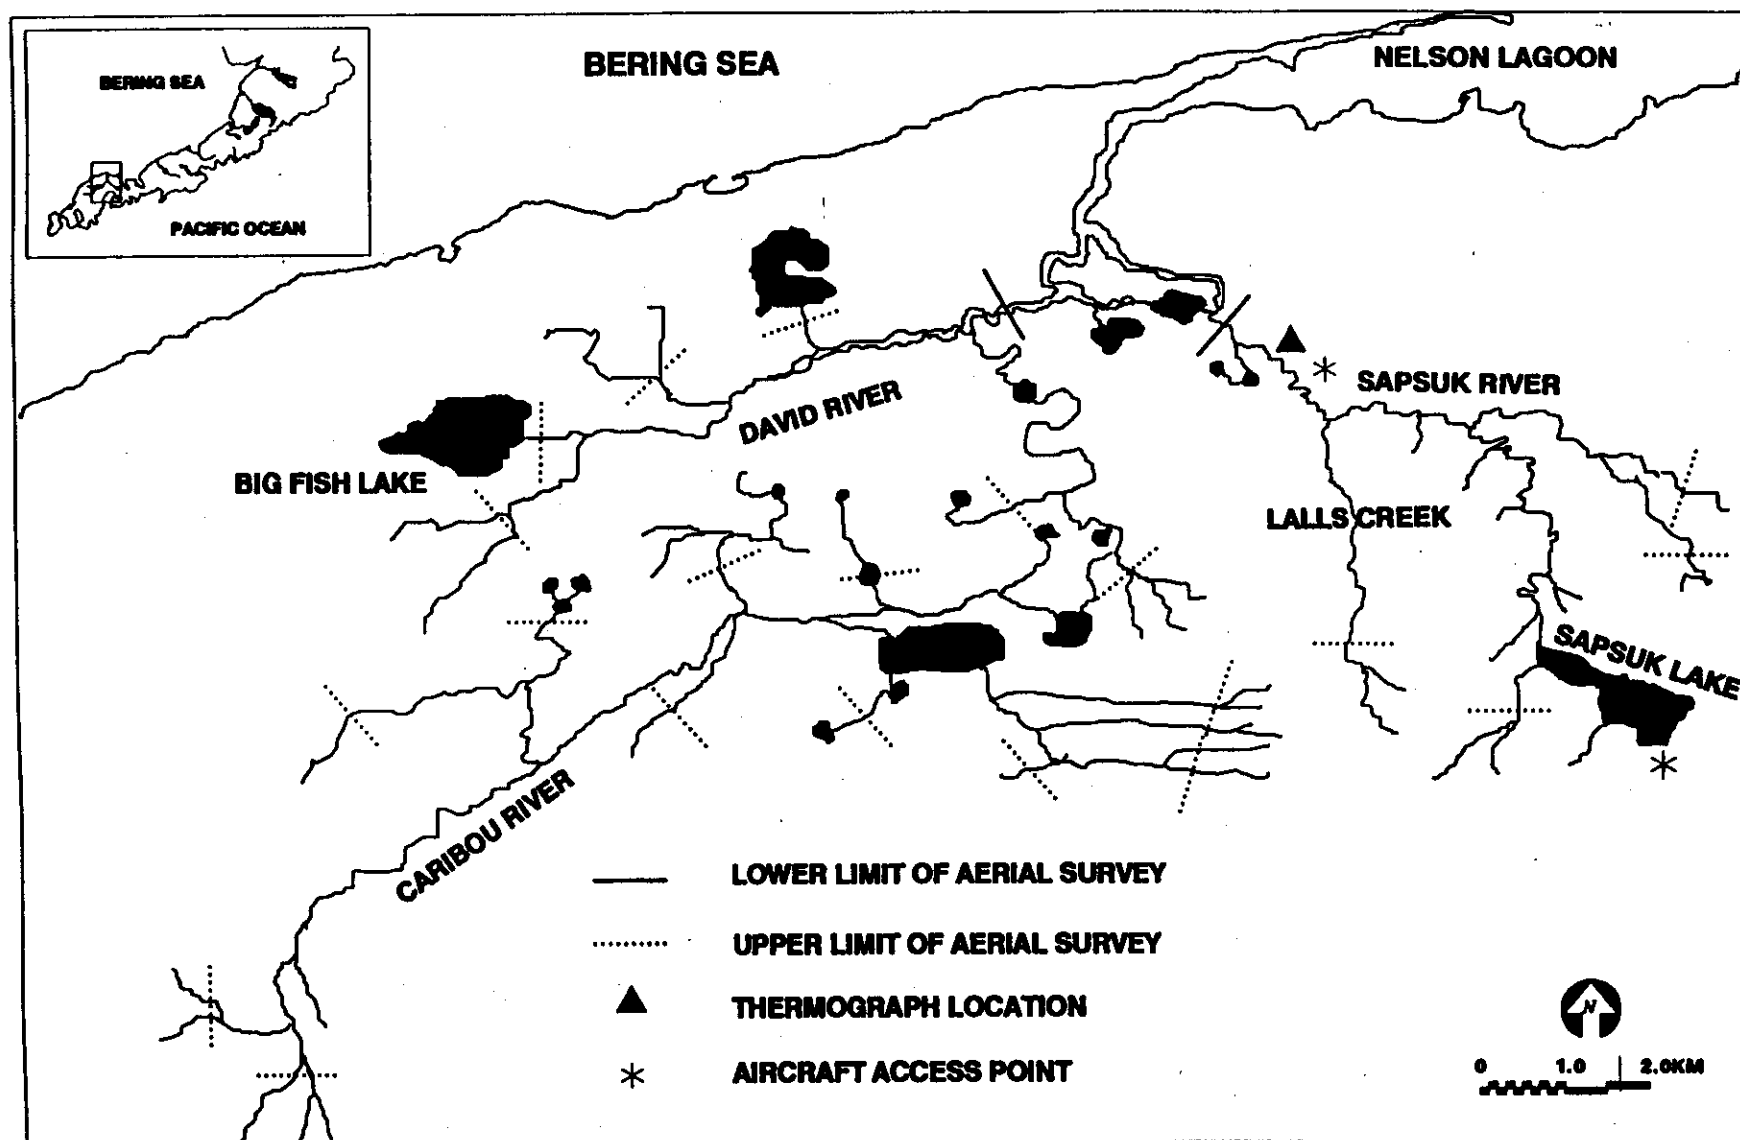 BERING SEA
NELSON LAGOON
BERING SEA
PACIFIC OCEAN
SAPSUK RIVER
DAVID RIVER
BIG FISH LAKE
LALLS CREEK
SAPSUK LAKE
CARIBOU RIVER
LOWER LIMIT OF AERIAL SURVEY
UPPER LIMIT OF AERIAL SURVEY
THERMOGRAPH LOCATION
AIRCRAFT ACCESS POINT
N
0 1.0 2.0KM